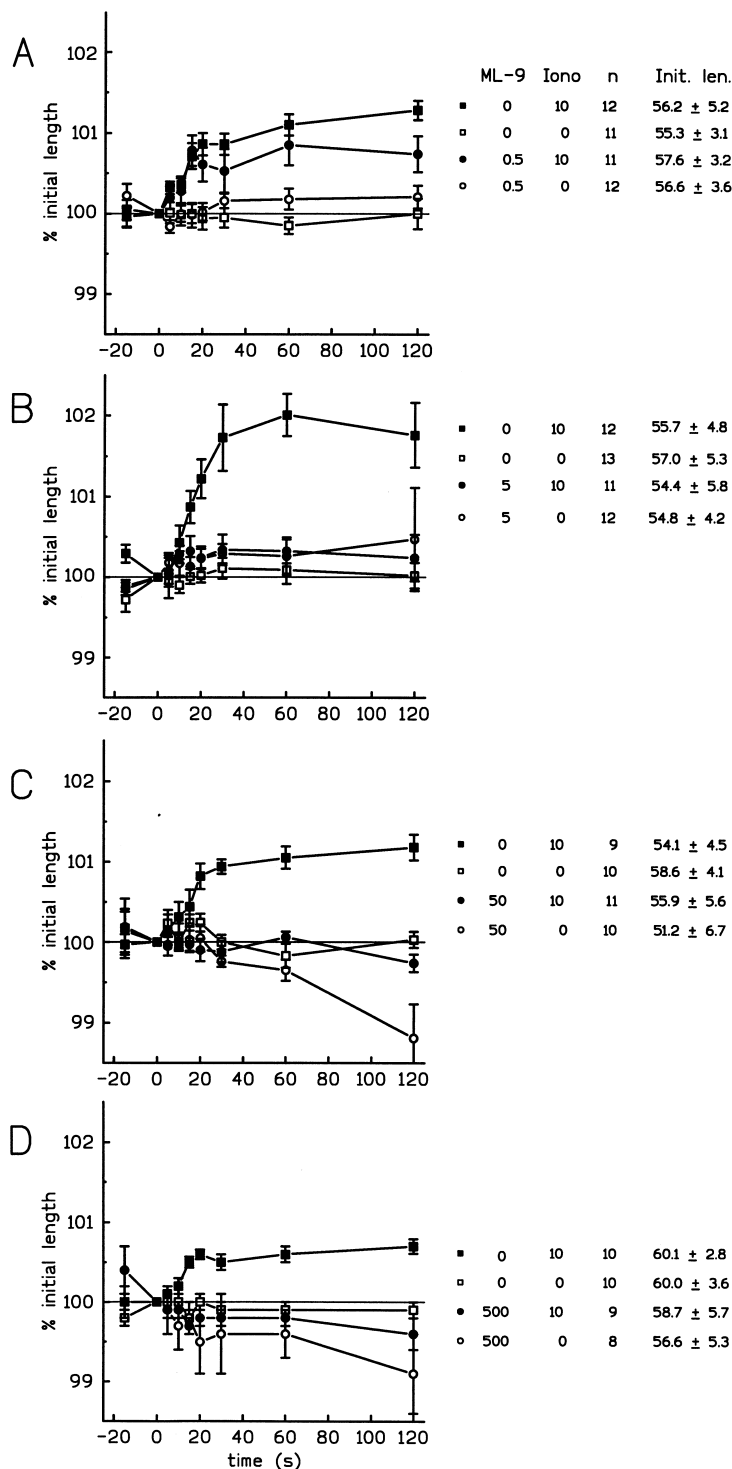 A
ML-9 Iono n Init. len.
0 10 12 56.2 ± 5.2
0 0 11 55.3 ± 3.1
0.5 10 11 57.6 ± 3.2
0.5 0 12 56.6 ± 3.6
102
101
100
99
% initial length
-20 0 20 40 60 80 100 120
B
0 10 12 55.7 ± 4.8
0 0 13 57.0 ± 5.3
5 10 11 54.4 ± 5.8
5 0 12 54.8 ± 4.2
102
101
100
99
% initial length
-20 0 20 40 60 80 100 120
C
0 10 9 54.1 ± 4.5
0 0 10 58.6 ± 4.1
50 10 11 55.9 ± 5.6
50 0 10 51.2 ± 6.7
102
101
100
99
% initial length
-20 0 20 40 60 80 100 120
D
0 10 10 60.1 ± 2.8
0 0 10 60.0 ± 3.6
500 10 9 58.7 ± 5.7
500 0 8 56.6 ± 5.3
102
101
100
99
% initial length
-20 0 20 40 60 80 100 120
time (s)